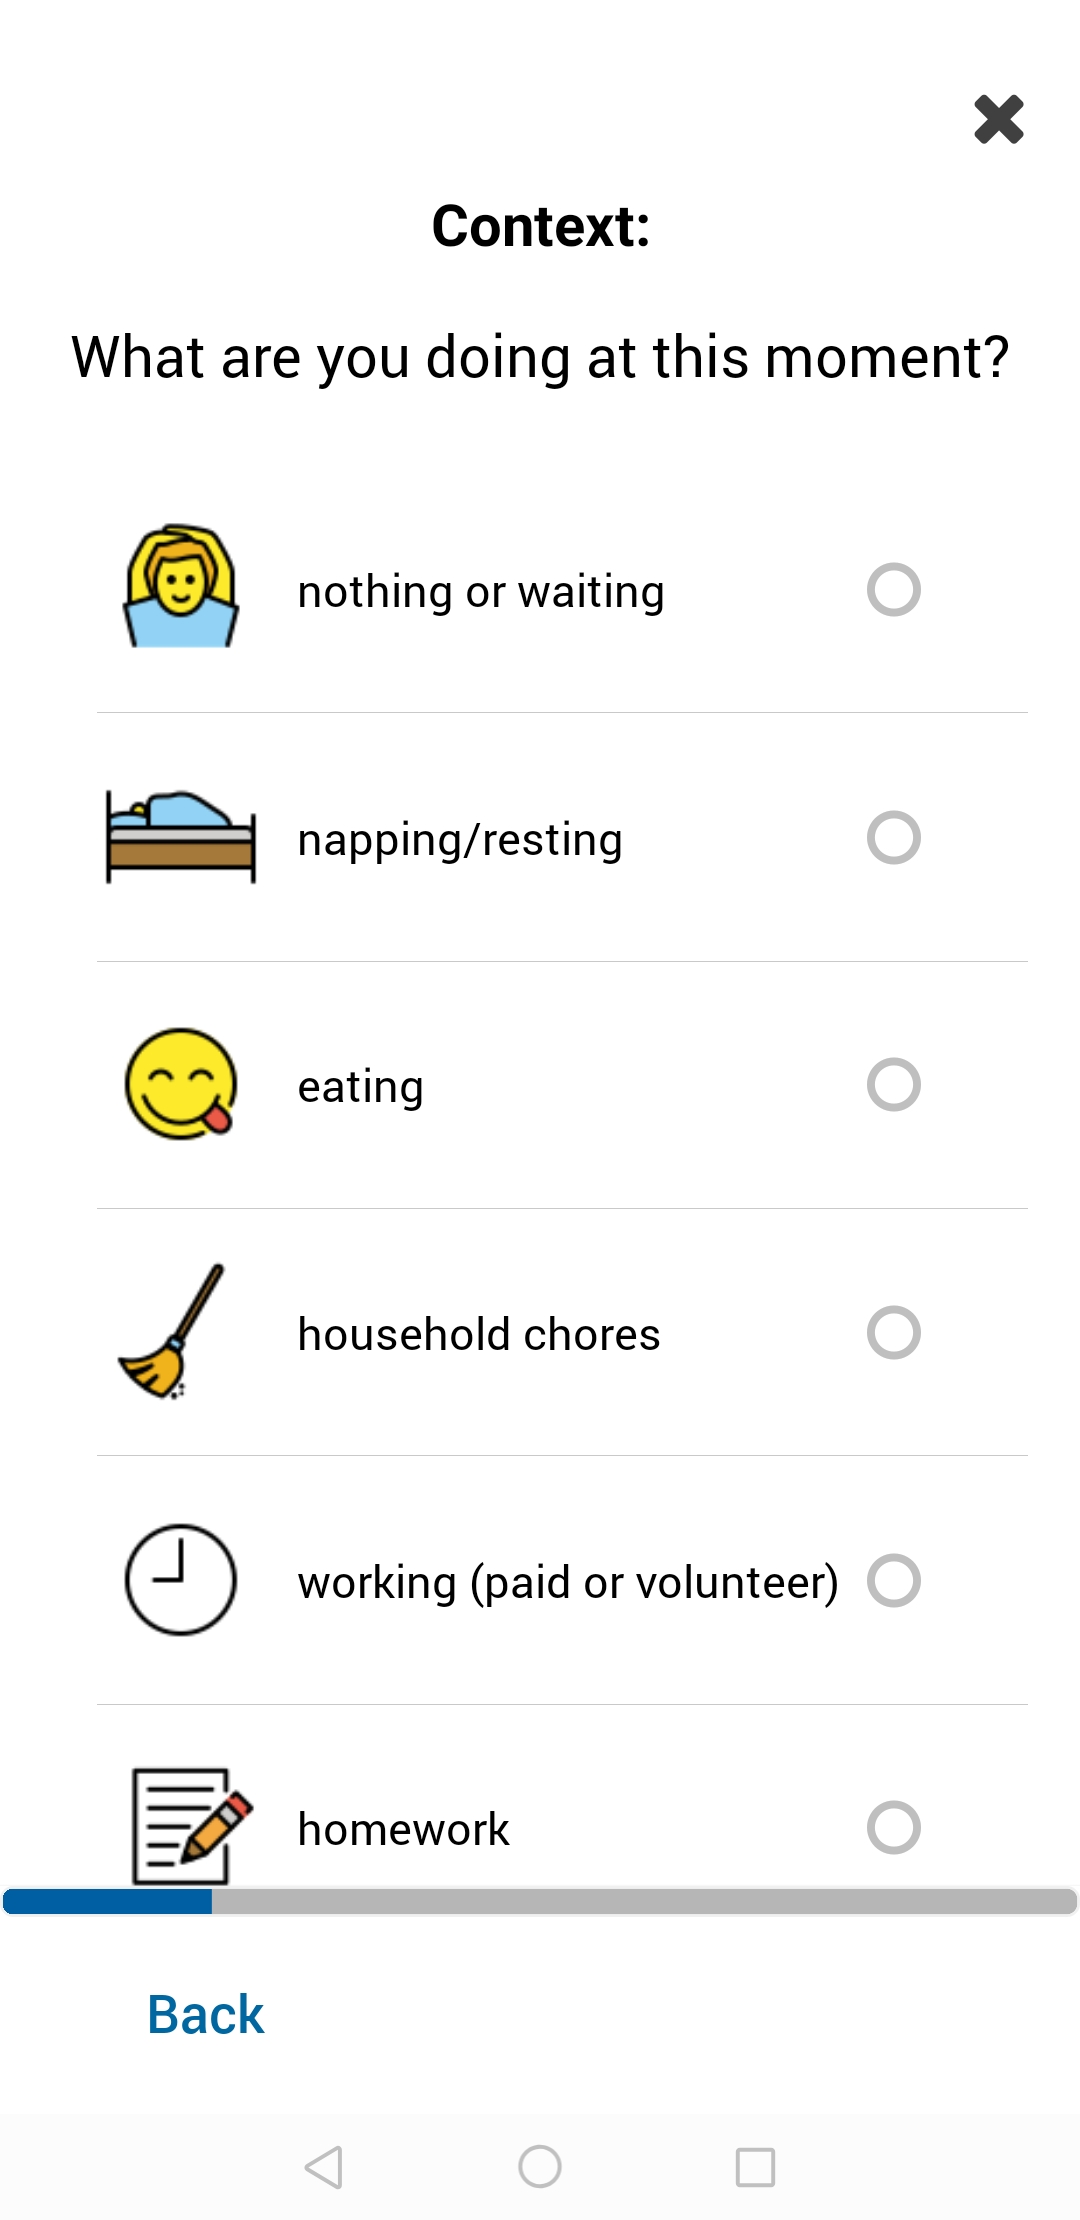 Context:
What are you doing at this moment?
nothing or waiting
napping/resting
eating
household chores
working (paid or volunteer)
homework
Back